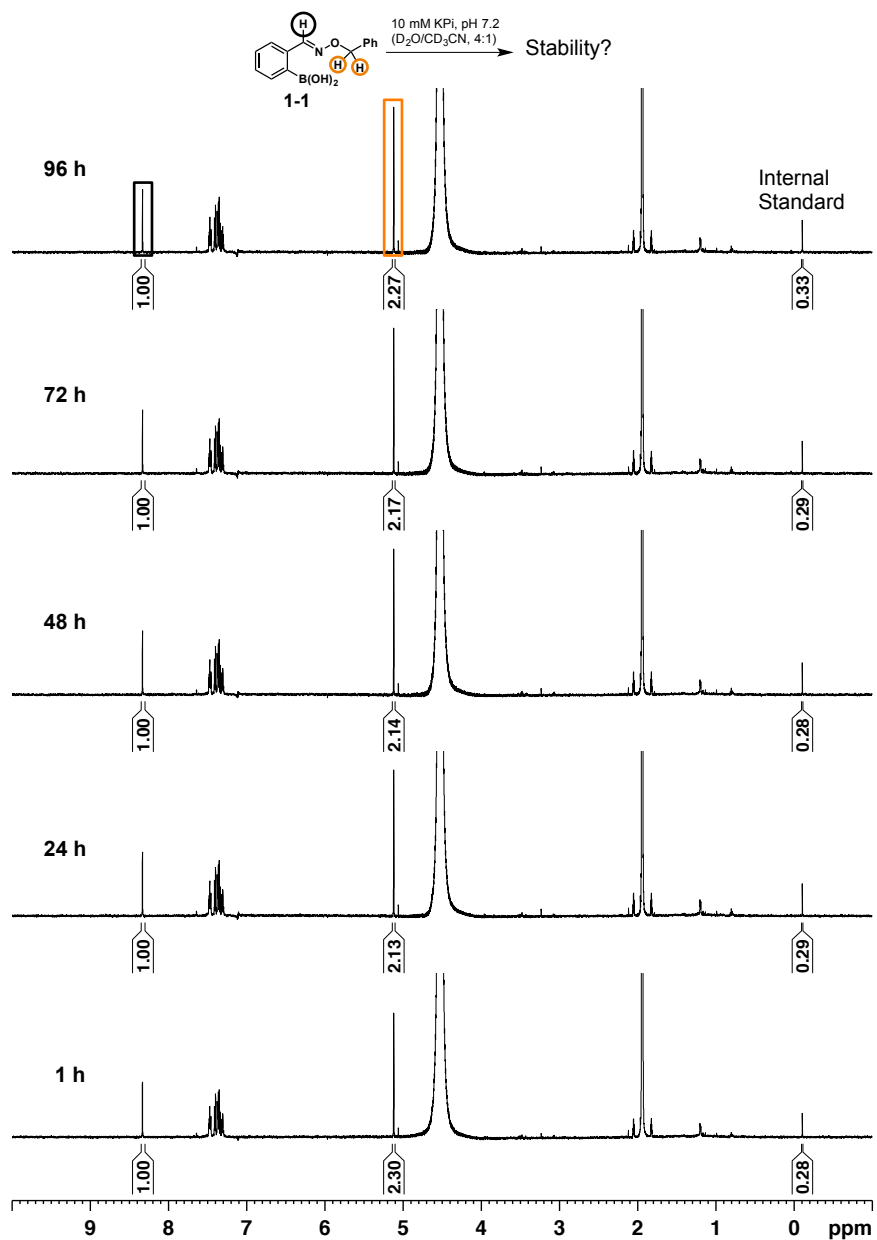 H
N
O
Ph
H
H
B(OH)2
1-1
10 mM KPi, pH 7.2
(D2O/CD3CN, 4:1)
Stability?
96 h
Internal
Standard
1.00
2.27
0.33
72 h
1.00
2.17
0.29
48 h
1.00
2.14
0.28
24 h
1.00
2.13
0.29
1 h
1.00
2.30
0.28
9 8 7 6 5 4 3 2 1 0 ppm